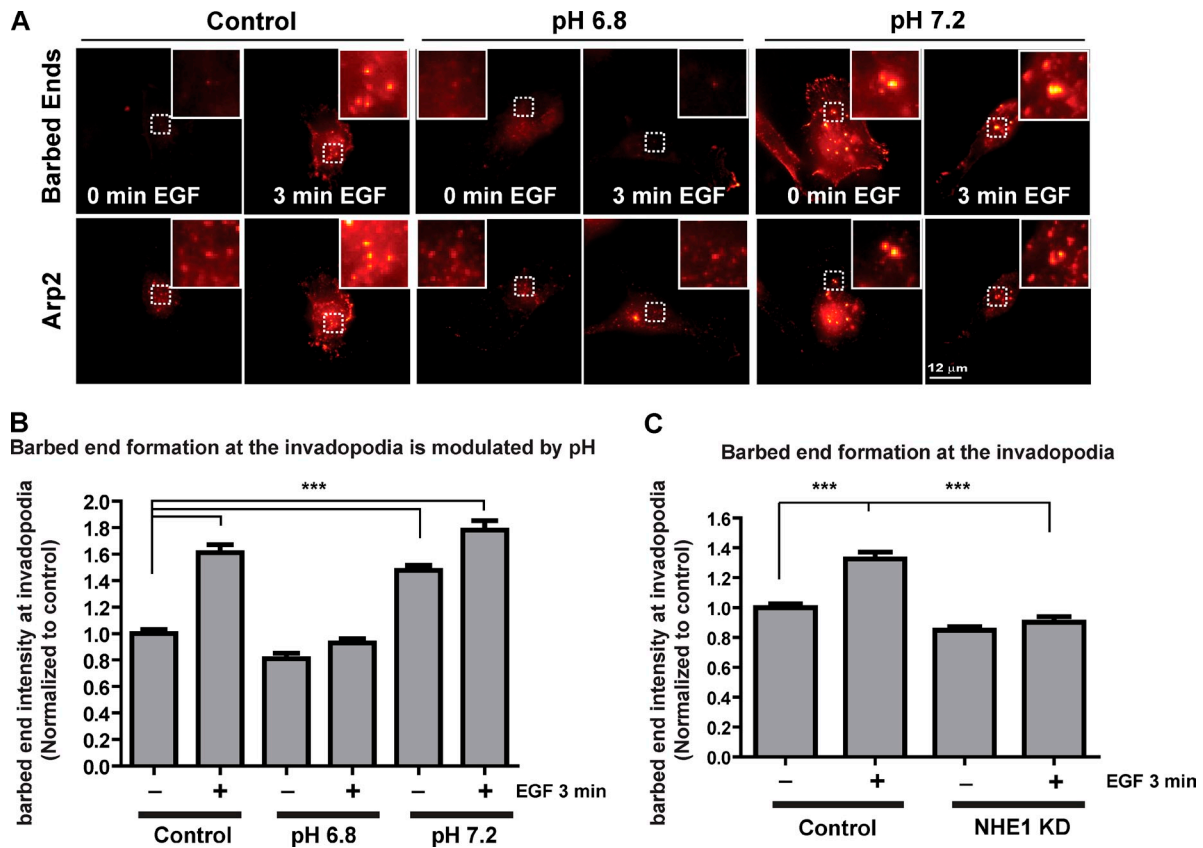 A
Control pH 6.8 pH 7.2
Barbed Ends
0 min EGF 3 min EGF 0 min EGF 3 min EGF 0 min EGF 3 min EGF
Arp2
12 μm
B
Barbed end formation at the invadopodia is modulated by pH
barbed end intensity at invadopodia
(Normalized to control)
***
2.0
1.8
1.6
1.4
1.2
1.0
0.8
0.6
0.4
0.2
0.0
– + – + – + EGF 3 min
Control pH 6.8 pH 7.2
C
Barbed end formation at the invadopodia
barbed end intensity at invadopodia
(Normalized to control)
*** ***
1.6
1.4
1.2
1.0
0.8
0.6
0.4
0.2
0.0
– + – + EGF 3 min
Control NHE1 KD